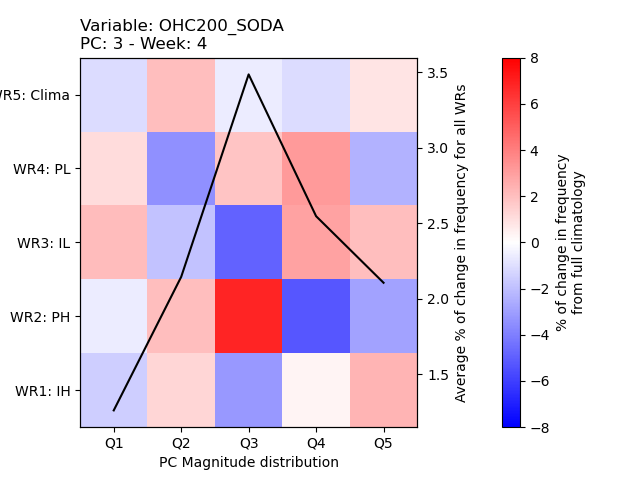 Variable: OHC200_SODA
PC: 3 - Week: 4
R5: Clima
WR4: PL
WR3: IL
WR2: PH
WR1: IH
Q1 Q2 Q3 Q4 Q5
PC Magnitude distribution
3.5
3.0
2.5
2.0
1.5
Average % of change in frequency for all WRs
8
6
4
2
0
−2
−4
−6
−8
% of change in frequency
from full climatology